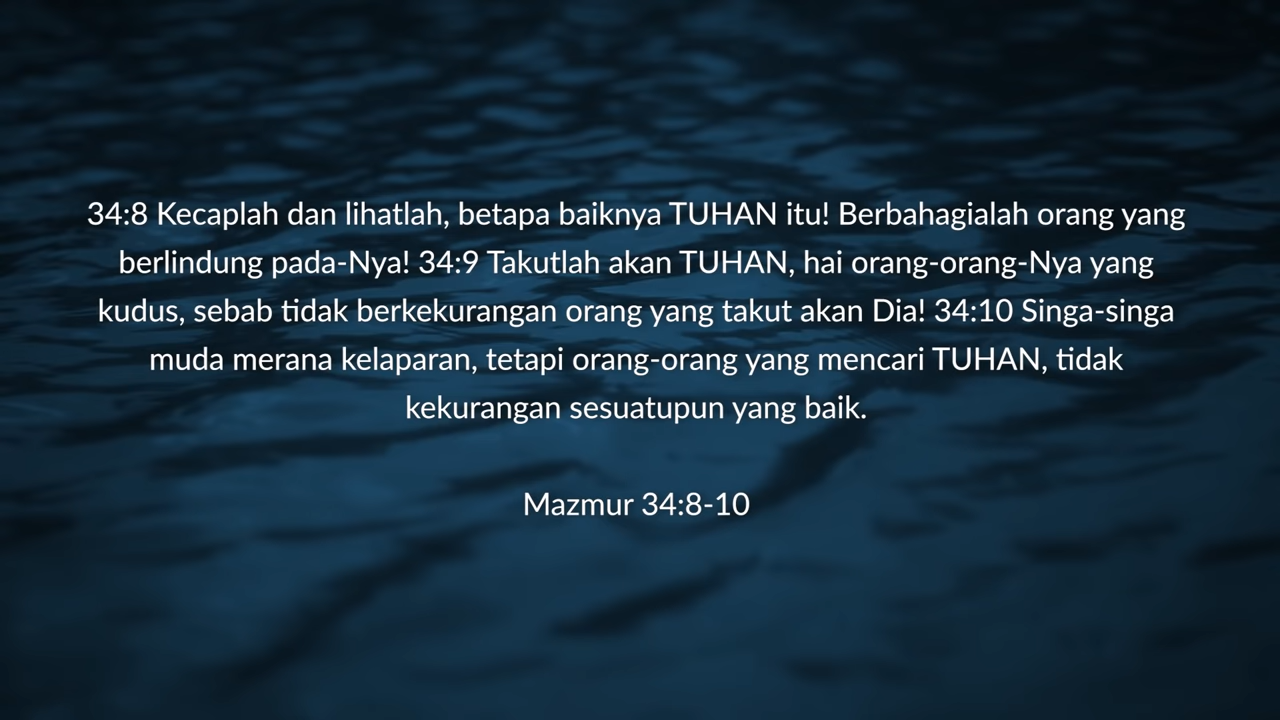 34:8 Kecaplah dan lihatlah, betapa baiknya TUHAN itu! Berbahagialah orang yang
berlindung pada-Nya! 34:9 Takutlah akan TUHAN, hai orang-orang-Nya yang
kudus, sebab tidak berkekurangan orang yang takut akan Dia! 34:10 Singa-singa
muda merana kelaparan, tetapi orang-orang yang mencari TUHAN, tidak
kekurangan sesuatupun yang baik.
Mazmur 34:8-10